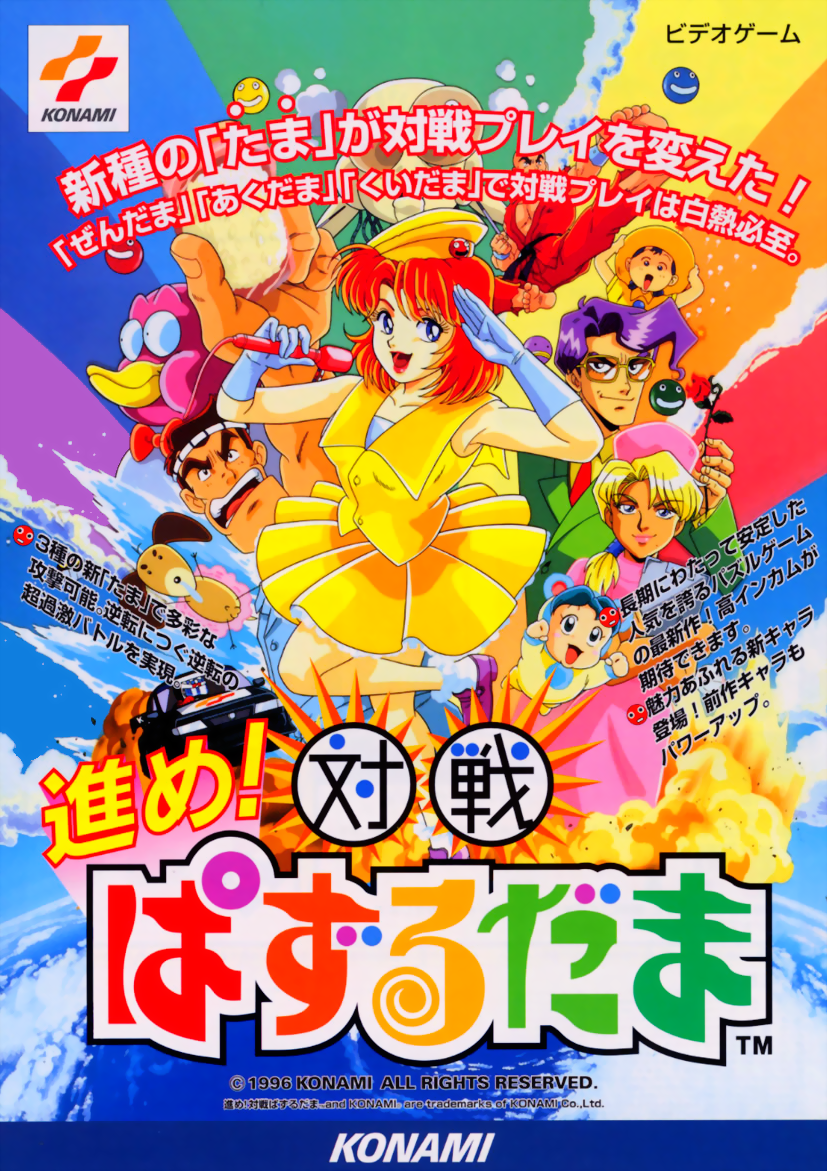 KONAMI
ビデオゲーム
新種の「たま」が対戦プレイを変えた！
「ぜんだま」「あくだま」「くいだま」で対戦プレイは白熱必至。
3種の新「たま」で多彩な
攻撃可能。逆転につぐ逆転の
超過激バトルを実現。
長期にわたって安定した
人気を誇るパズルゲーム
の最新作！高インカムが
期待できます。
魅力あふれる新キャラ
登場！前作キャラも
パワーアップ。
進め！
対戦
ぱずるだま
TM
© 1996 KONAMI ALL RIGHTS RESERVED.
進め!対戦ぱずるだま™ and KONAMI™ are trademarks of KONAMI Co.,Ltd.
KONAMI